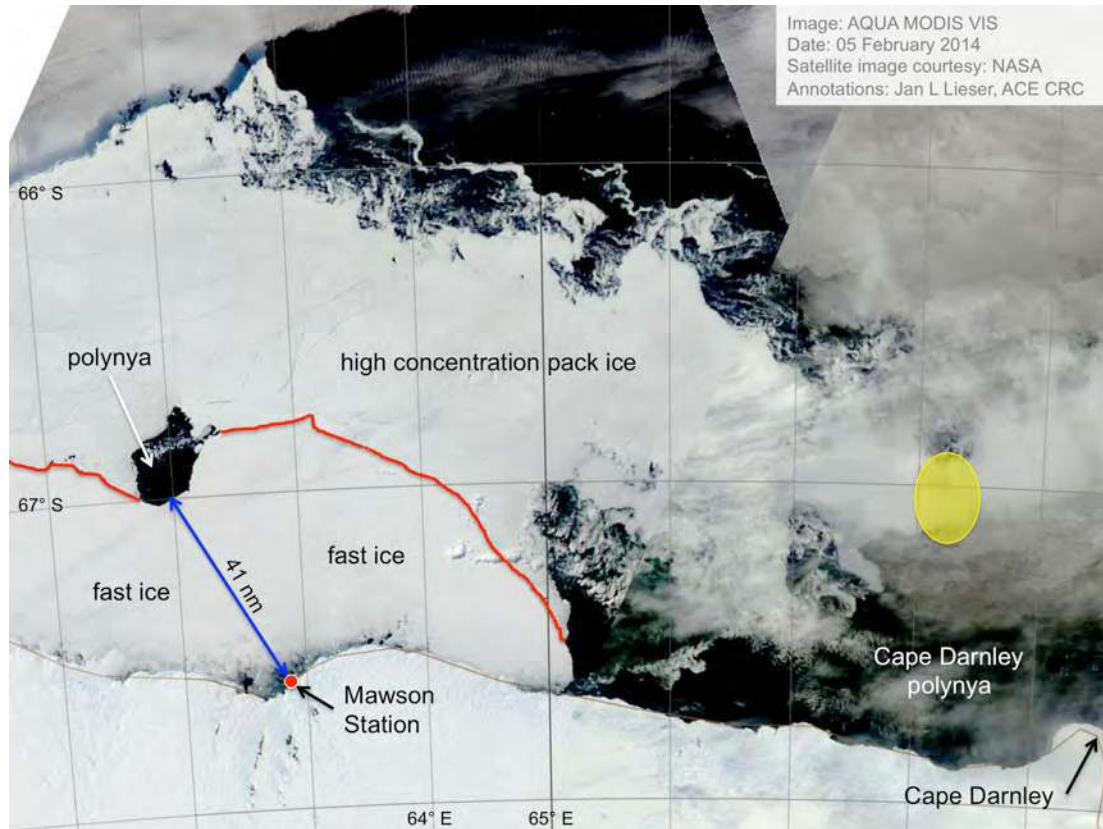 Image: AQUA MODIS VIS
Date: 05 February 2014
Satellite image courtesy: NASA
Annotations: Jan L Lieser, ACE CRC
66° S
polynya
high concentration pack ice
67° S
fast ice
fast ice
41 nm
Cape Darnley
polynya
Mawson
Station
Cape Darnley
64° E
65° E